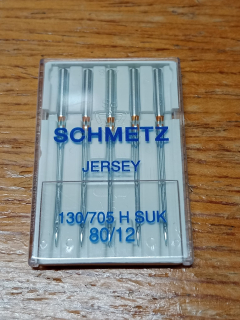 SCHMETZ
JERSEY
130/705 H SUK
80/12